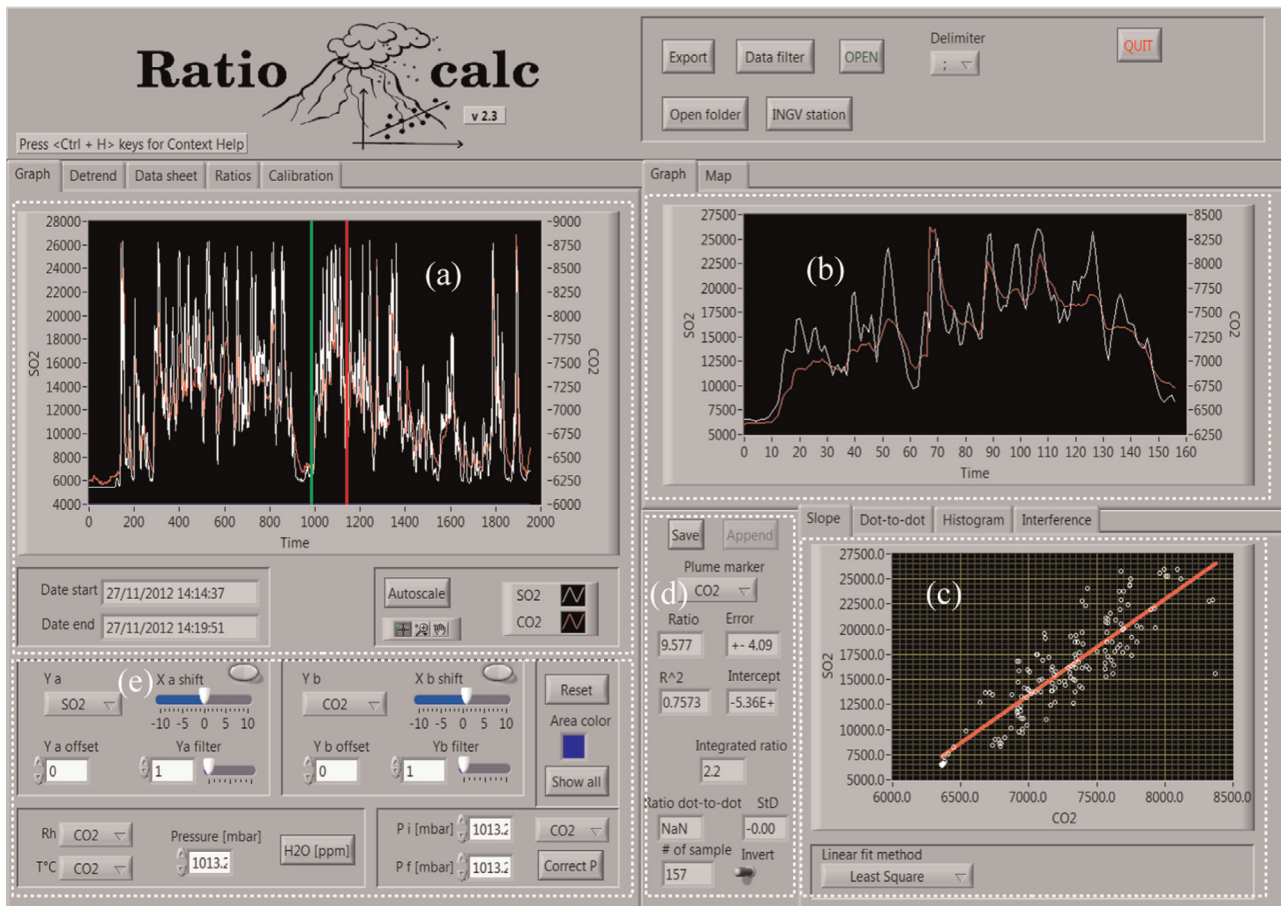 Ratio calc
v 2.3
Press <Ctrl + H> keys for Context Help
Export
Data filter
OPEN
Delimiter
;
QUIT
Open folder
INGV station
Graph
Detrend
Data sheet
Ratios
Calibration
28000
26000
24000
22000
20000
18000
16000
14000
12000
10000
8000
6000
4000
SO2
9000
8750
8500
8250
8000
7750
7500
7250
7000
6750
6500
6250
6000
CO2
(a)
0 200 400 600 800 1000 1200 1400 1600 1800 2000
Time
Date start
27/11/2012 14:14:37
Date end
27/11/2012 14:19:51
Autoscale
SO2
CO2
Graph
Map
27500
25000
22500
20000
17500
15000
12500
10000
7500
5000
SO2
8500
8250
8000
7750
7500
7250
7000
6750
6500
6250
CO2
(b)
0 10 20 30 40 50 60 70 80 90 100 110 120 130 140 150 160
Time
(e)
Y a
SO2
X a shift
-10 -5 0 5 10
Y a offset
0
Ya filter
1
Y b
CO2
X b shift
-10 -5 0 5 10
Y b offset
0
Yb filter
1
Reset
Area color
Show all
Rh
CO2
T°C
CO2
Pressure [mbar]
1013.2
H2O [ppm]
P i [mbar]
1013.2
CO2
P f [mbar]
1013.2
Correct P
Save
Append
Plume marker
(d)
CO2
Ratio
Error
9.577
+- 4.09
R^2
Intercept
0.7573
-5.36E+
Integrated ratio
2.2
Ratio dot-to-dot
StD
NaN
-0.00
# of sample
Invert
157
Slope
Dot-to-dot
Histogram
Interference
27500.0
25000.0
22500.0
20000.0
17500.0
15000.0
12500.0
10000.0
7500.0
5000.0
SO2
(c)
6000.0 6500.0 7000.0 7500.0 8000.0 8500.0
CO2
Linear fit method
Least Square